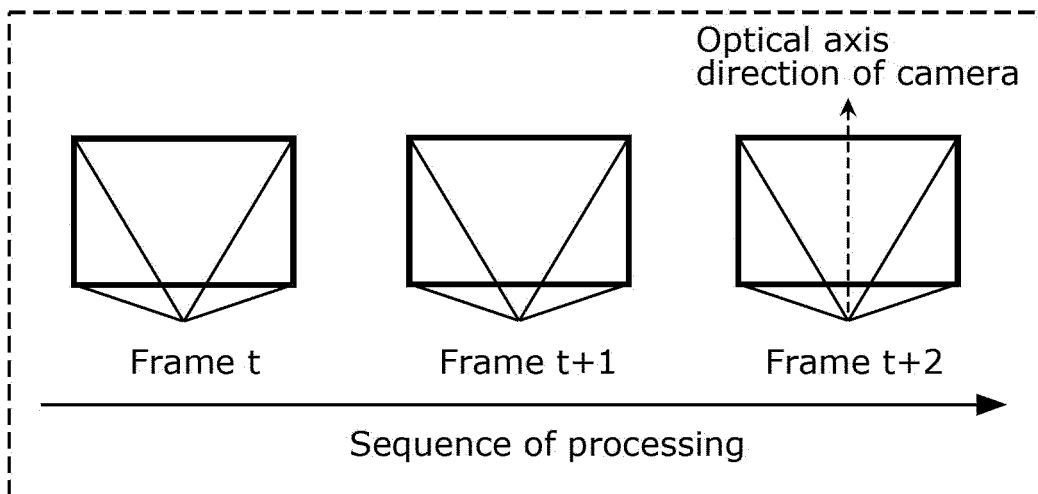 Optical axis
direction of camera
Frame t
Frame t+1
Frame t+2
Sequence of processing